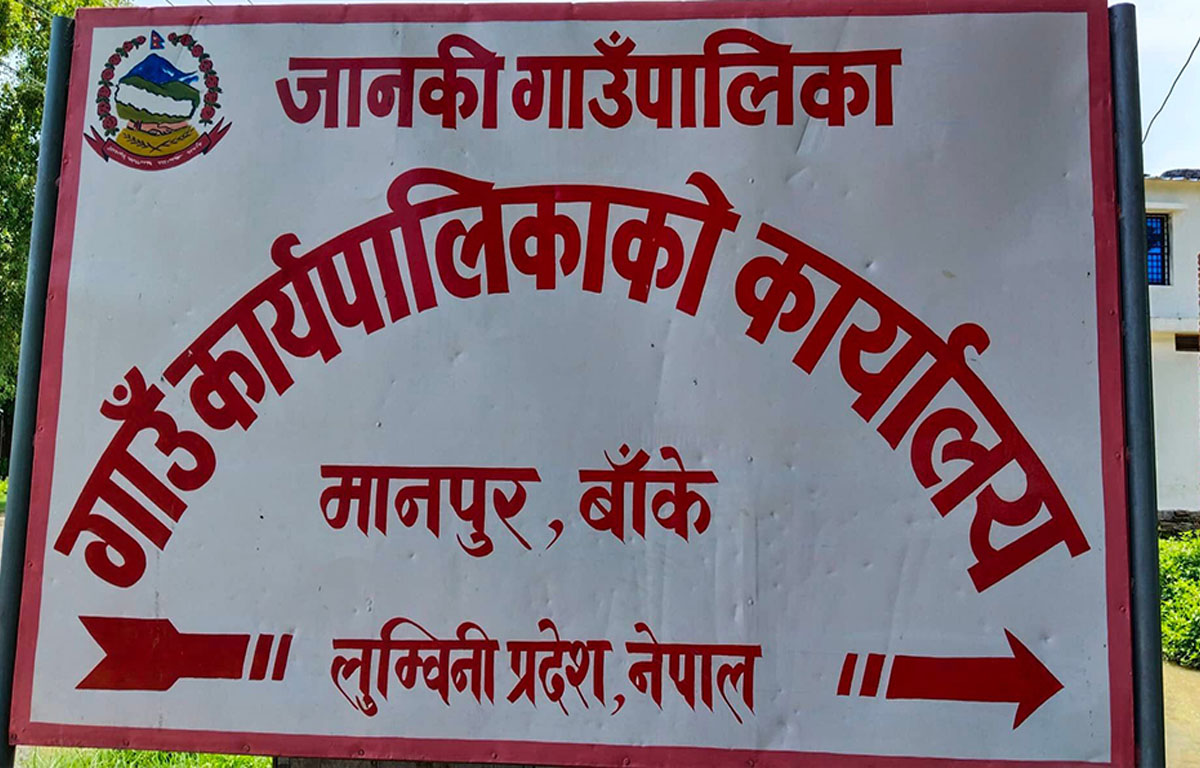 जानकी गाउँपालिका
गाउँ कार्यपालिकाको कार्यालय
मानपुर, बाँके
लुम्विनी प्रदेश, नेपाल